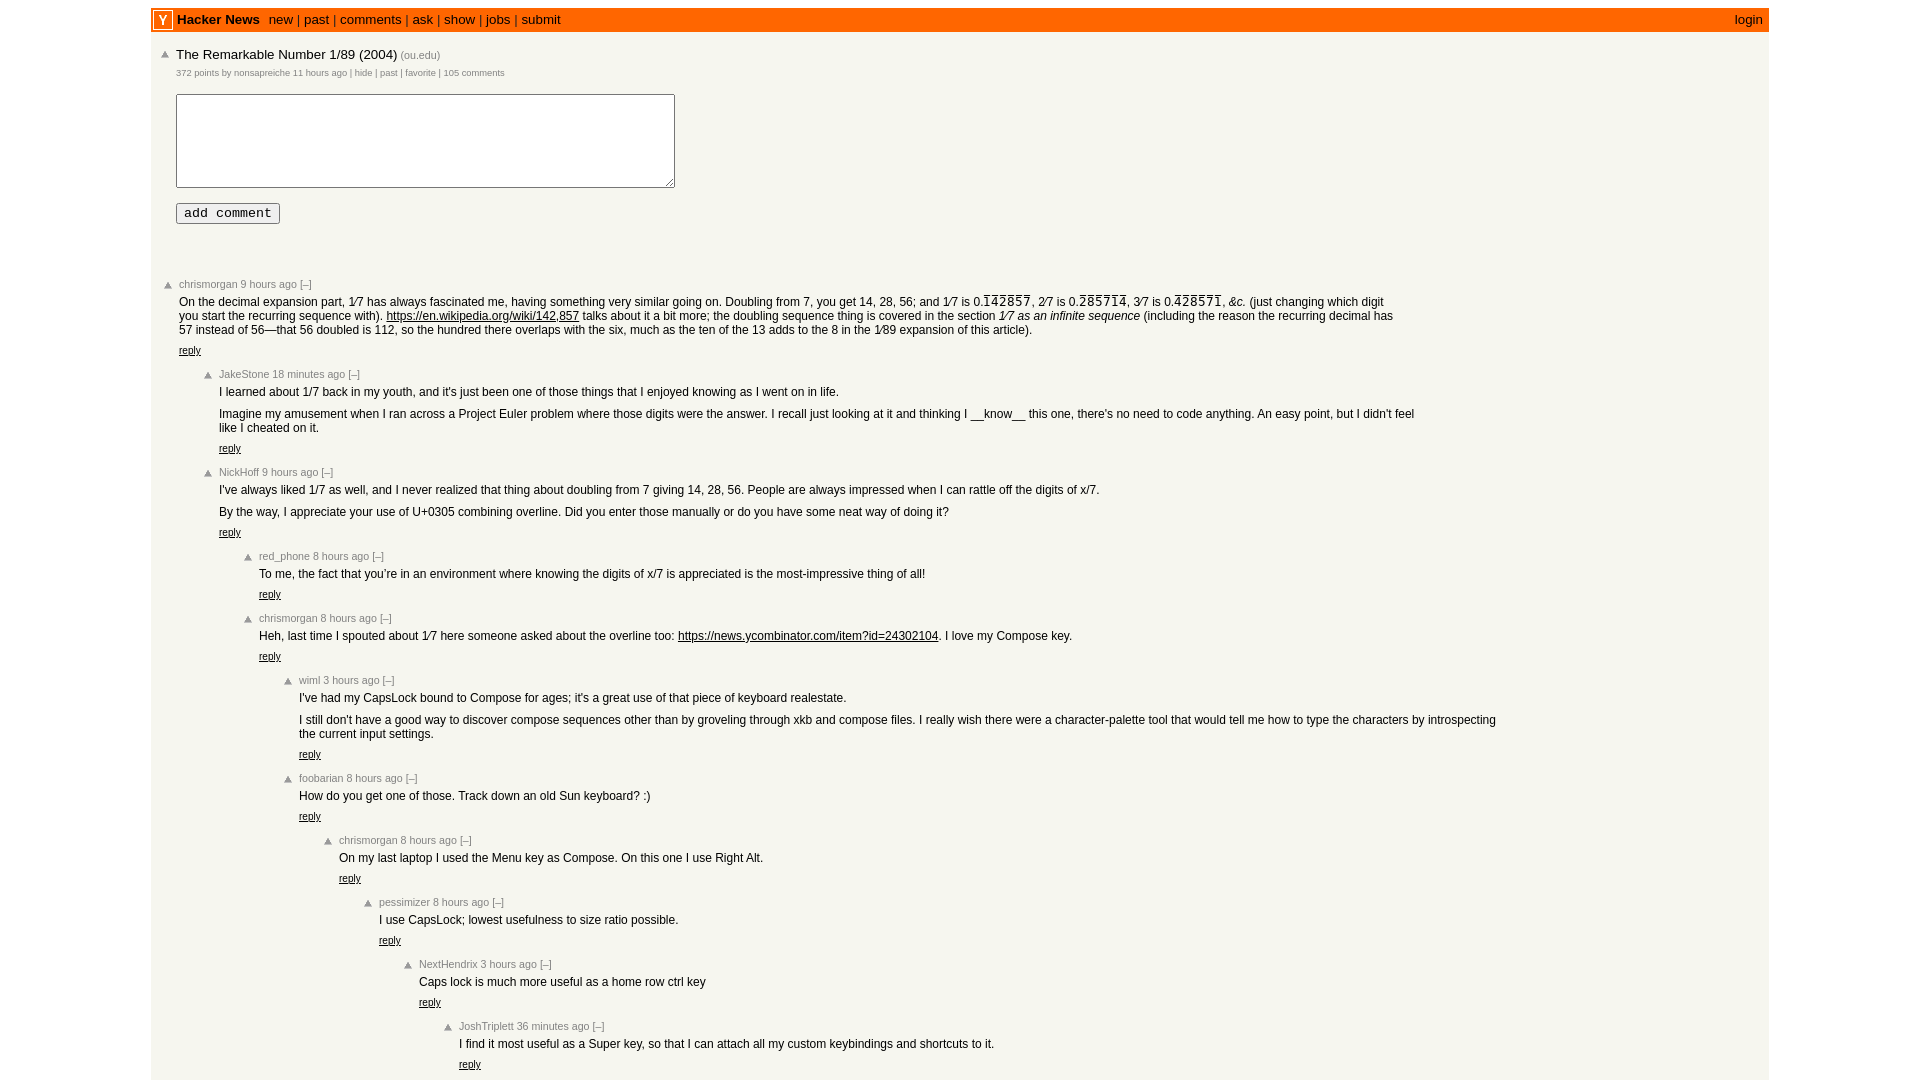 Y Hacker News new | past | comments | ask | show | jobs | submit login
The Remarkable Number 1/89 (2004) (ou.edu)
372 points by nonsapreiche 11 hours ago | hide | past | favorite | 105 comments
add comment
chrismorgan 9 hours ago [–]
On the decimal expansion part, 1⁄7 has always fascinated me, having something very similar going on. Doubling from 7, you get 14, 28, 56; and 1⁄7 is 0.1̅4̅2̅8̅5̅7̅, 2⁄7 is 0.2̅8̅5̅7̅1̅4̅, 3⁄7 is 0.4̅2̅8̅5̅7̅1̅, &c. (just changing which digit
you start the recurring sequence with). https://en.wikipedia.org/wiki/142,857 talks about it a bit more; the doubling sequence thing is covered in the section 1⁄7 as an infinite sequence (including the reason the recurring decimal has
57 instead of 56—that 56 doubled is 112, so the hundred there overlaps with the six, much as the ten of the 13 adds to the 8 in the 1⁄89 expansion of this article).
reply
JakeStone 18 minutes ago [–]
I learned about 1/7 back in my youth, and it's just been one of those things that I enjoyed knowing as I went on in life.
Imagine my amusement when I ran across a Project Euler problem where those digits were the answer. I recall just looking at it and thinking I __know__ this one, there's no need to code anything. An easy point, but I didn't feel
like I cheated on it.
reply
NickHoff 9 hours ago [–]
I've always liked 1/7 as well, and I never realized that thing about doubling from 7 giving 14, 28, 56. People are always impressed when I can rattle off the digits of x/7.
By the way, I appreciate your use of U+0305 combining overline. Did you enter those manually or do you have some neat way of doing it?
reply
red_phone 8 hours ago [–]
To me, the fact that you’re in an environment where knowing the digits of x/7 is appreciated is the most-impressive thing of all!
reply
chrismorgan 8 hours ago [–]
Heh, last time I spouted about 1⁄7 here someone asked about the overline too: https://news.ycombinator.com/item?id=24302104. I love my Compose key.
reply
wiml 3 hours ago [–]
I've had my CapsLock bound to Compose for ages; it's a great use of that piece of keyboard realestate.
I still don't have a good way to discover compose sequences other than by groveling through xkb and compose files. I really wish there were a character-palette tool that would tell me how to type the characters by introspecting
the current input settings.
reply
foobarian 8 hours ago [–]
How do you get one of those. Track down an old Sun keyboard? :)
reply
chrismorgan 8 hours ago [–]
On my last laptop I used the Menu key as Compose. On this one I use Right Alt.
reply
pessimizer 8 hours ago [–]
I use CapsLock; lowest usefulness to size ratio possible.
reply
NextHendrix 3 hours ago [–]
Caps lock is much more useful as a home row ctrl key
reply
JoshTriplett 36 minutes ago [–]
I find it most useful as a Super key, so that I can attach all my custom keybindings and shortcuts to it.
reply